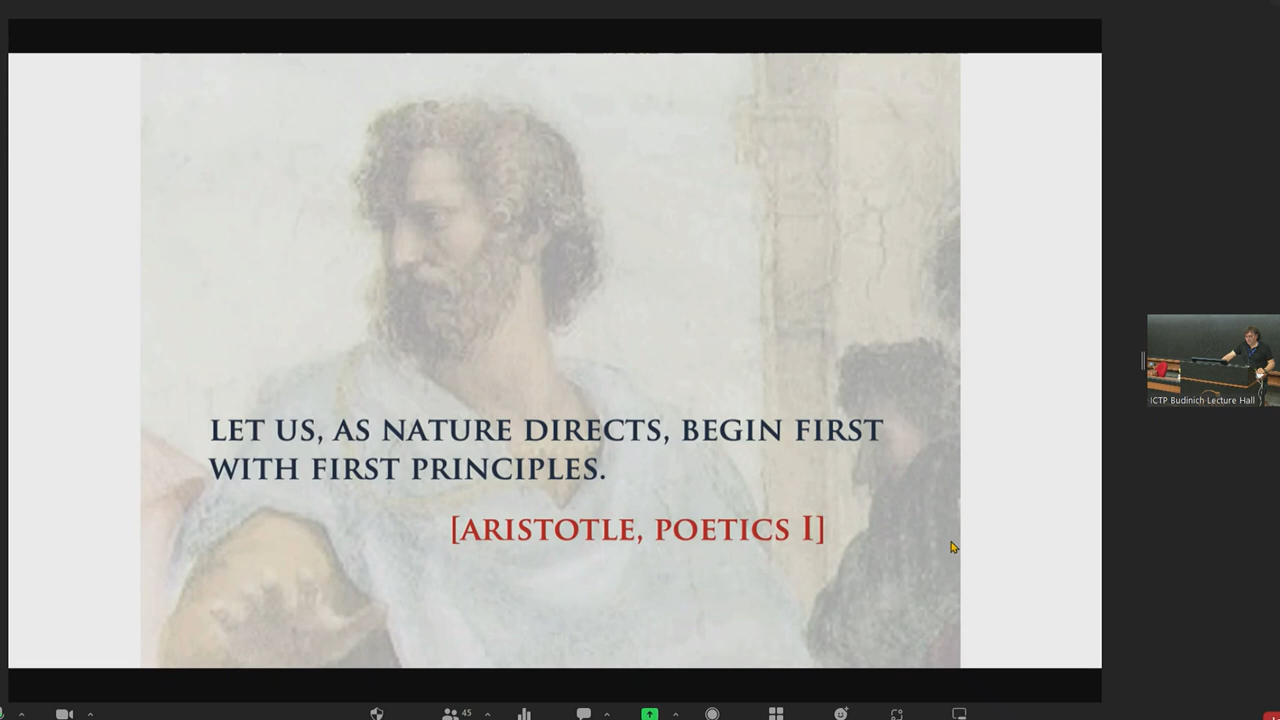 LET US, AS NATURE DIRECTS, BEGIN FIRST
WITH FIRST PRINCIPLES.
[ARISTOTLE, POETICS I]
ICTP Budinich Lecture Hall
45